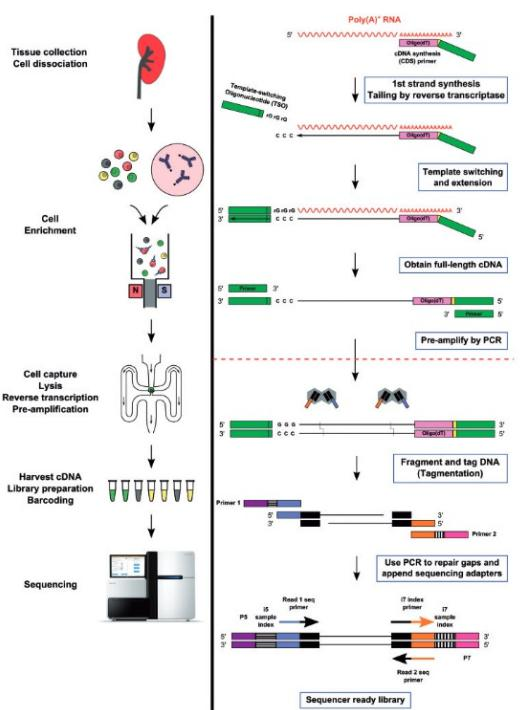 Tissue collection
Cell dissociation
Cell
Enrichment
N
S
Cell capture
Lysis
Reverse transcription
Pre-amplification
Harvest cDNA
Library preparation
Barcoding
Sequencing
Poly(A)⁺ RNA
5'
AAAAAAAAAAAA 3'
Oligo(dT)
cDNA synthesis
(CDS) primer
1st strand synthesis
Tailing by reverse transcriptase
Template-switching
Oligonucleotide (TSO)
rG rG rG
AAAAAAAAAAAA
C C C
Oligo(dT)
Template switching
and extension
5' rG rG rG AAAAAAAAAAAA 3'
3' C C C Oligo(dT)
5'
Obtain full-length cDNA
5' Primer 3'
5'
3' C C C Oligo(dT)
3' Primer 5'
Pre-amplify by PCR
5' G G G 3'
3' C C C Oligo(dT) 5'
Fragment and tag DNA
(Tagmentation)
Primer 1
5' 3'
3' 5'
Primer 2
Use PCR to repair gaps and
append sequencing adapters
P5
i5
sample
index
Read 1 seq
primer
i7 index
primer
i7
sample
index
5' 3'
3' 5'
P7
Read 2 seq
primer
Sequencer ready library